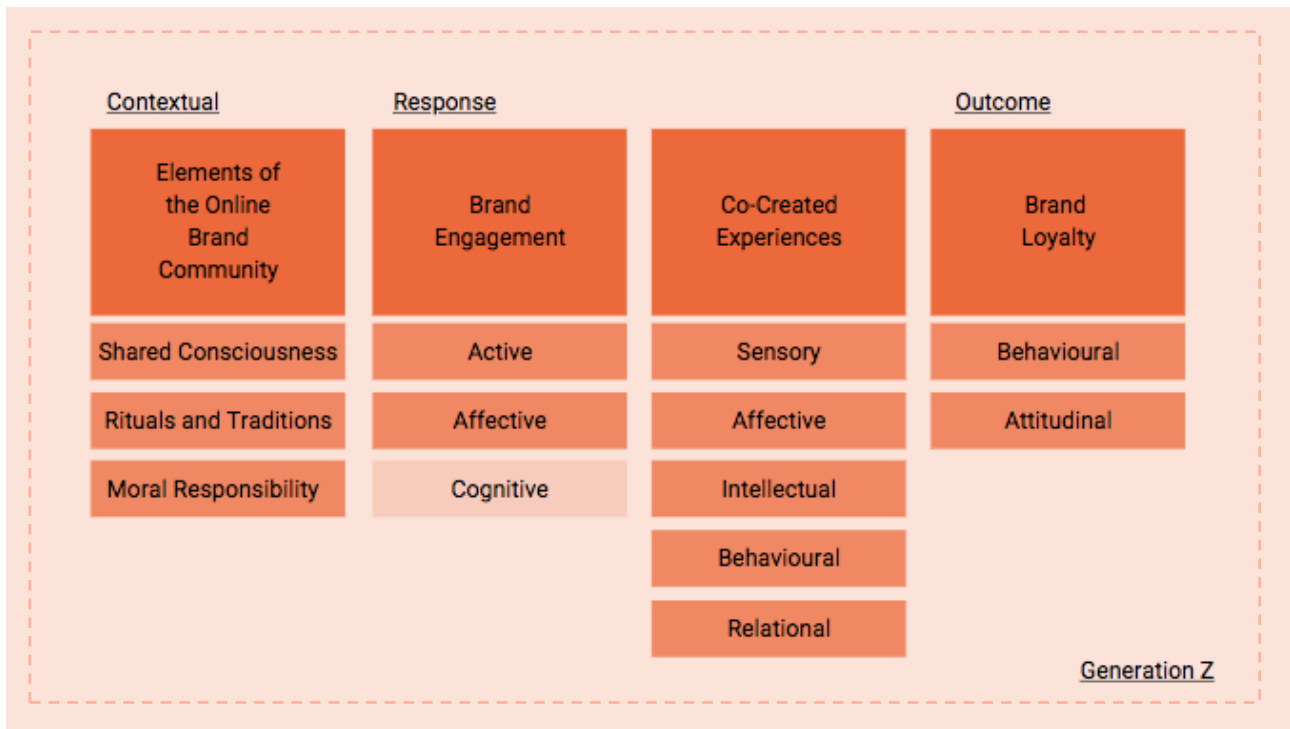 Contextual
Response
Outcome
Elements of
the Online
Brand
Community
Brand
Engagement
Co-Created
Experiences
Brand
Loyalty
Shared Consciousness
Active
Sensory
Behavioural
Rituals and Traditions
Affective
Affective
Attitudinal
Moral Responsibility
Cognitive
Intellectual
Behavioural
Relational
Generation Z